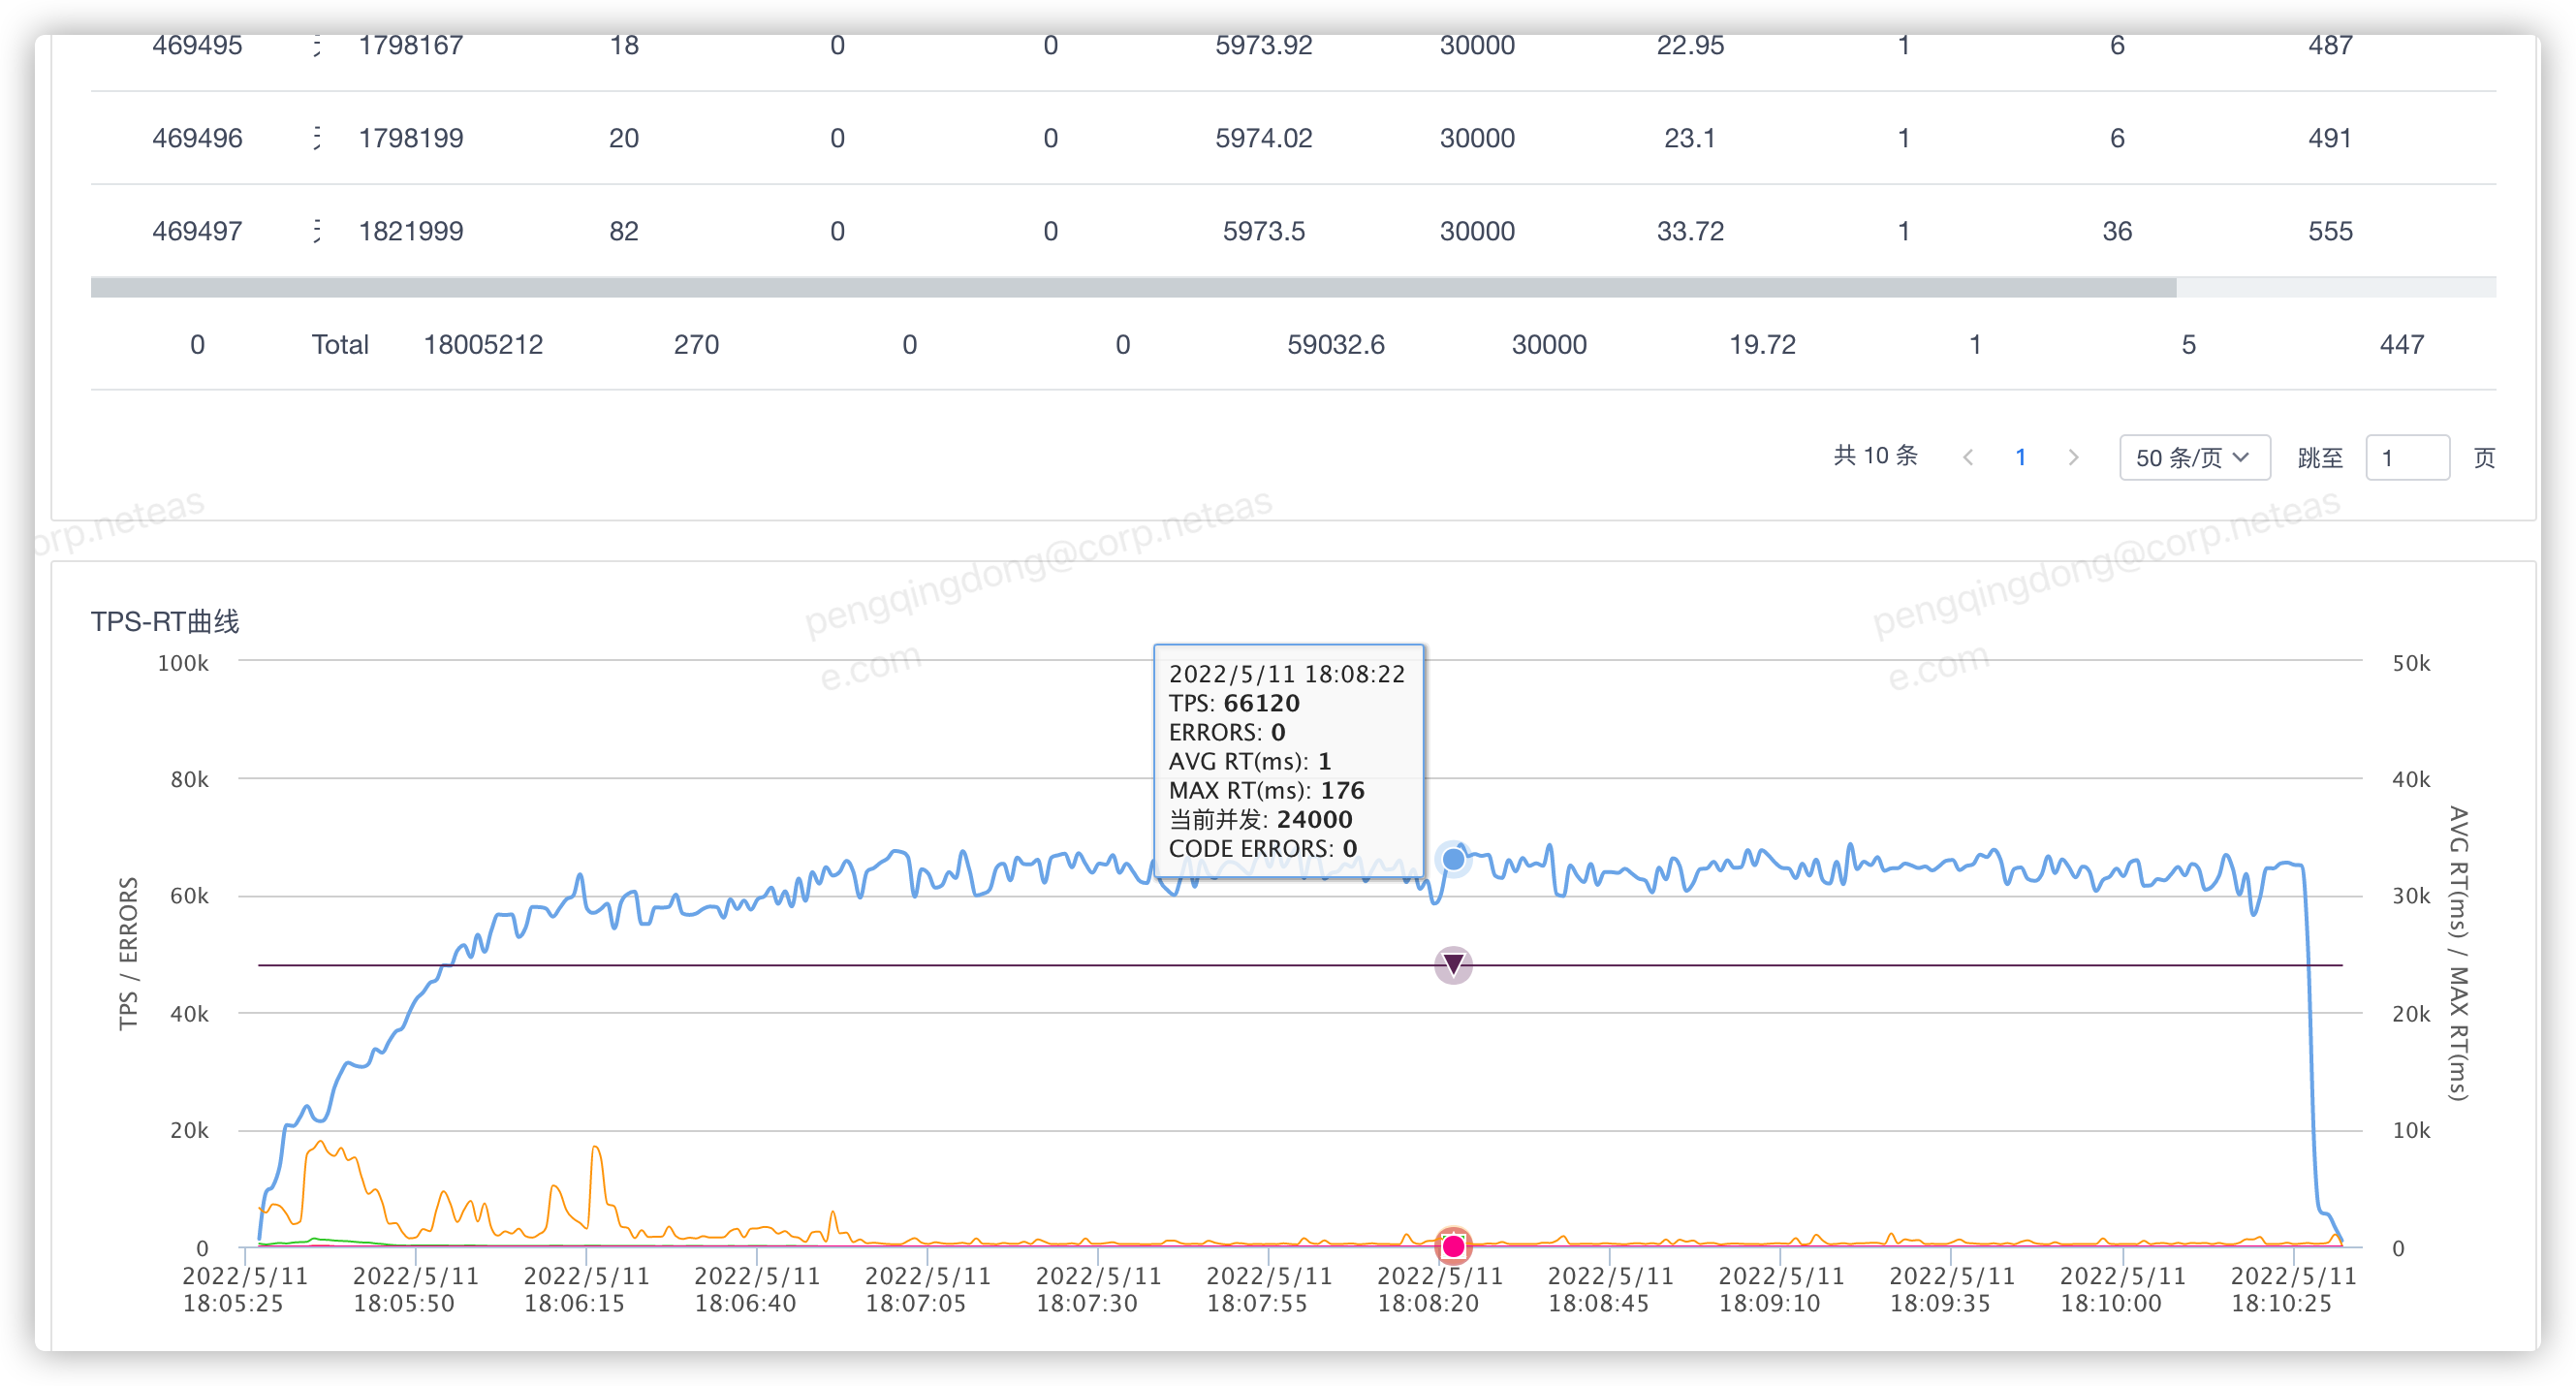 469495 1798167 18 0 0 5973.92 30000 22.95 1 6 487
469496 1798199 20 0 0 5974.02 30000 23.1 1 6 491
469497 1821999 82 0 0 5973.5 30000 33.72 1 36 555
0 Total 18005212 270 0 0 59032.6 30000 19.72 1 5 447
共 10 条 1 50 条/页 跳至 1 页
orp.neteas
pengqingdong@corp.neteas
e.com
pengqingdong@corp.neteas
e.com
TPS-RT曲线
100k
80k
60k
40k
20k
0
TPS / ERRORS
2022/5/11 18:08:22
TPS: 66120
ERRORS: 0
AVG RT(ms): 1
MAX RT(ms): 176
当前并发: 24000
CODE ERRORS: 0
50k
40k
30k
20k
10k
0
AVG RT(ms) / MAX RT(ms)
2022/5/11 2022/5/11 2022/5/11 2022/5/11 2022/5/11 2022/5/11 2022/5/11 2022/5/11 2022/5/11 2022/5/11 2022/5/11 2022/5/11 2022/5/11
18:05:25 18:05:50 18:06:15 18:06:40 18:07:05 18:07:30 18:07:55 18:08:20 18:08:45 18:09:10 18:09:35 18:10:00 18:10:25